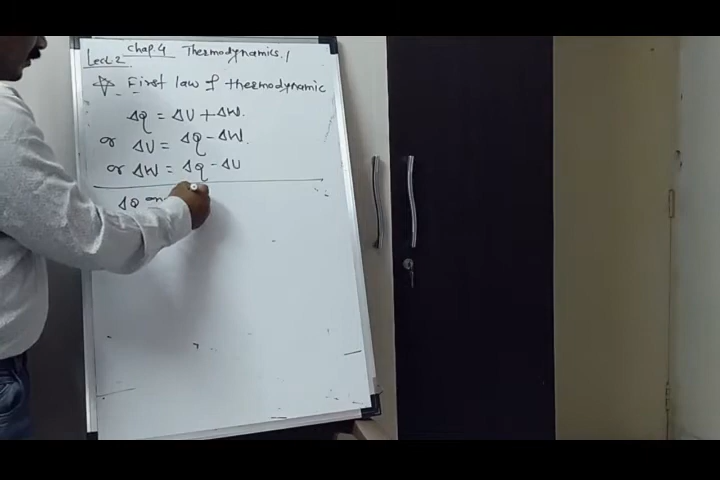 Chap. 4 Thermodynamics. /
Lect. 2
First law of thermodynamic
ΔQ = ΔU + ΔW.
or ΔU = ΔQ - ΔW.
or ΔW = ΔQ - ΔU
ΔQ